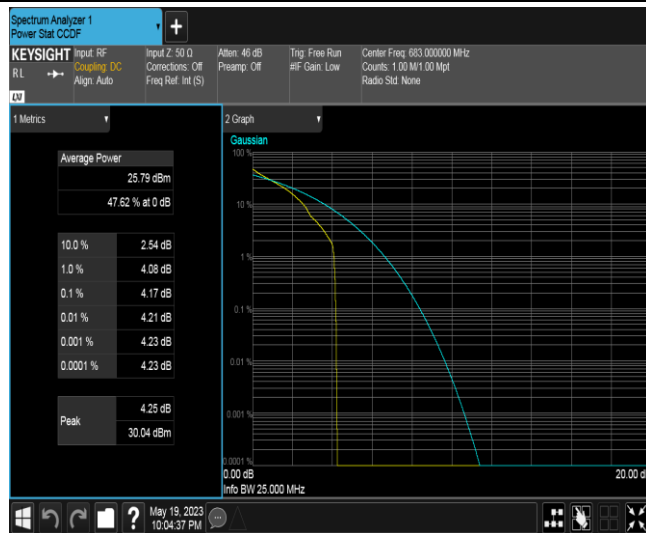 Spectrum Analyzer 1
Power Stat CCDF
+
KEYSIGHT
RL
Input: RF
Coupling: DC
Align: Auto
Input Z: 50 Ω
Corrections: Off
Freq Ref: Int (S)
Atten: 46 dB
Preamp: Off
Trig: Free Run
#IF Gain: Low
Center Freq: 683.000000 MHz
Counts: 1.00 M/1.00 Mpt
Radio Std: None
1 Metrics
Average Power
25.79 dBm
47.62 % at 0 dB
10.0 % 2.54 dB
1.0 % 4.08 dB
0.1 % 4.17 dB
0.01 % 4.21 dB
0.001 % 4.23 dB
0.0001 % 4.23 dB
Peak
4.25 dB
30.04 dBm
2 Graph
Gaussian
100 %
10 %
1 %
0.1 %
0.01 %
0.001 %
0.0001 %
0.00 dB
20.00 d
Info BW 25.000 MHz
?
May 19, 2023
10:04:37 PM